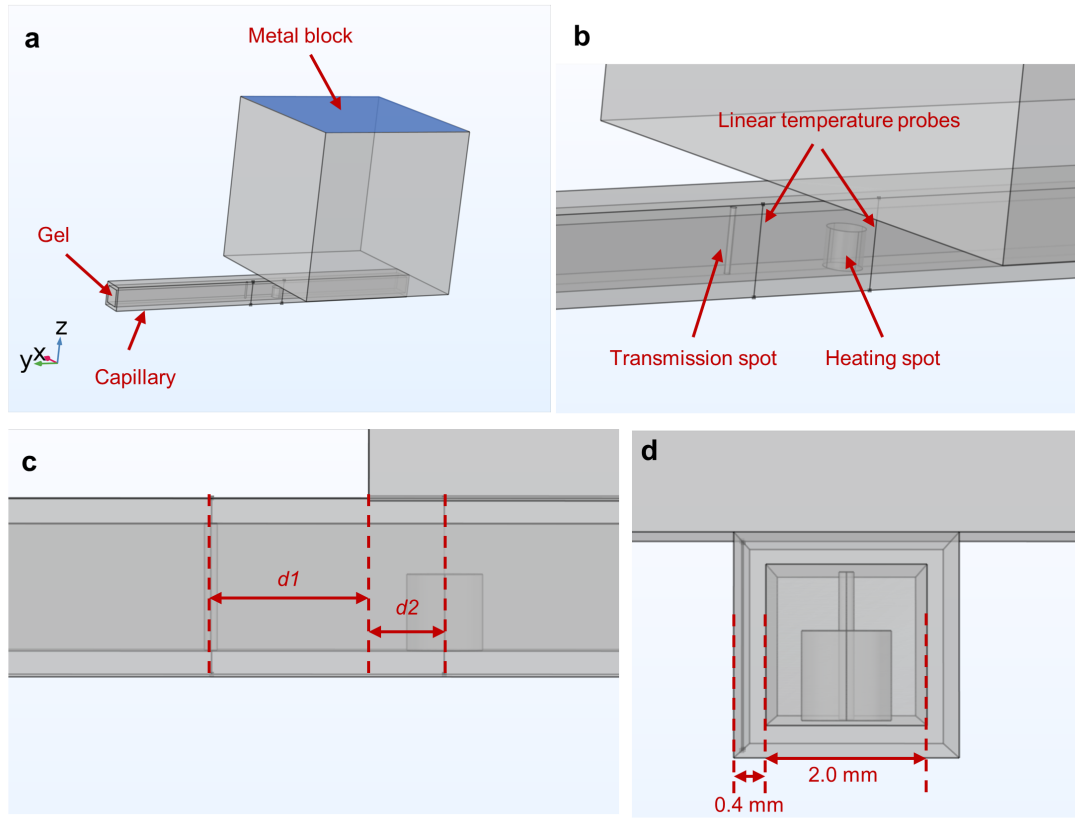 a
Metal block
Gel
z
x
y
Capillary
b
Linear temperature probes
Transmission spot
Heating spot
c
d1
d2
d
2.0 mm
0.4 mm